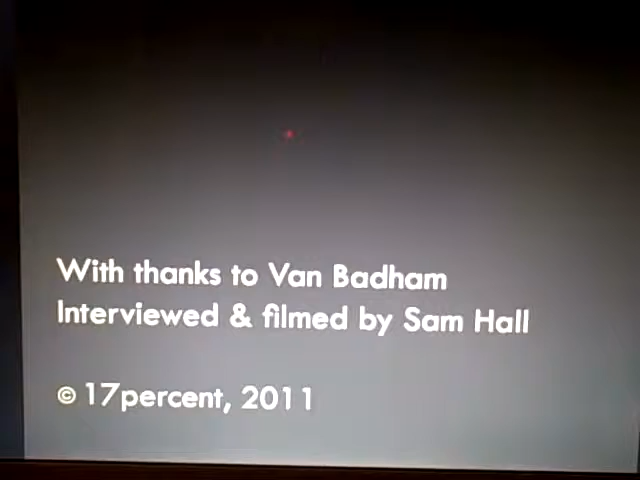 With thanks to Van Badham
Interviewed & filmed by Sam Hall
© 17percent, 2011